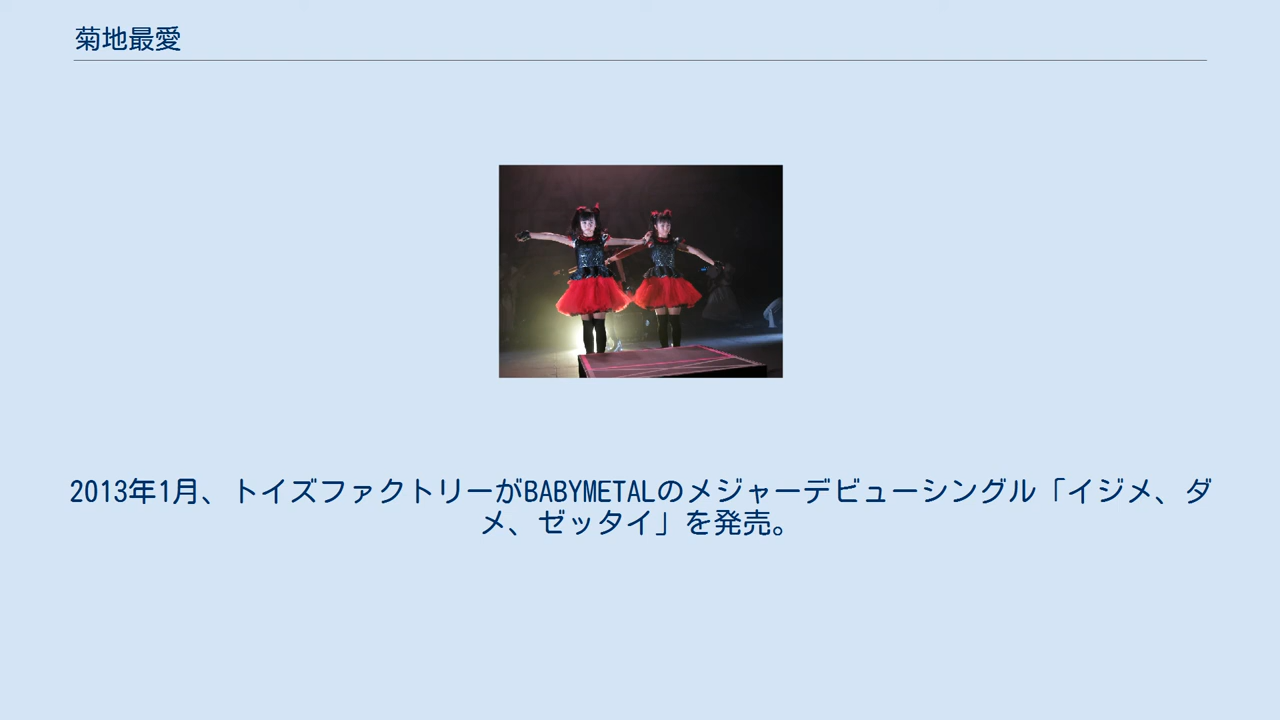 菊地最愛
2013年1月、トイズファクトリーがBABYMETALのメジャーデビューシングル「イジメ、ダ
メ、ゼッタイ」を発売。